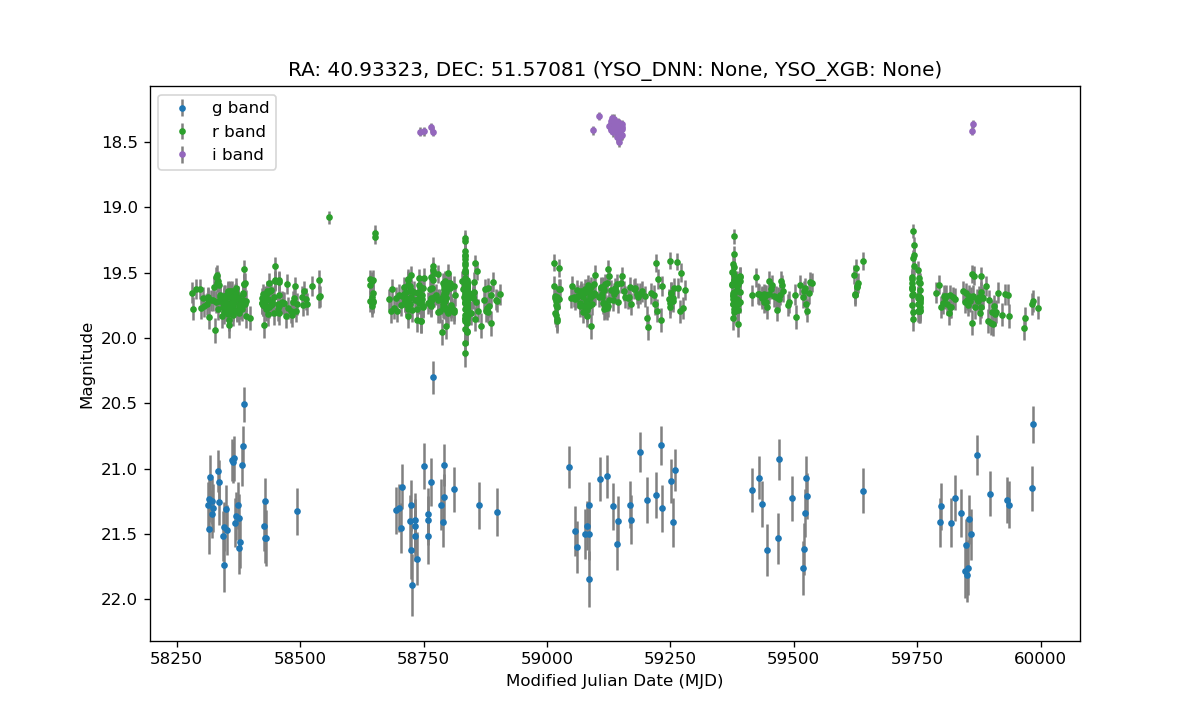 RA: 40.93323, DEC: 51.57081 (YSO_DNN: None, YSO_XGB: None)
g band
r band
i band
18.5
19.0
19.5
20.0
20.5
21.0
21.5
22.0
Magnitude
58250 58500 58750 59000 59250 59500 59750 60000
Modified Julian Date (MJD)